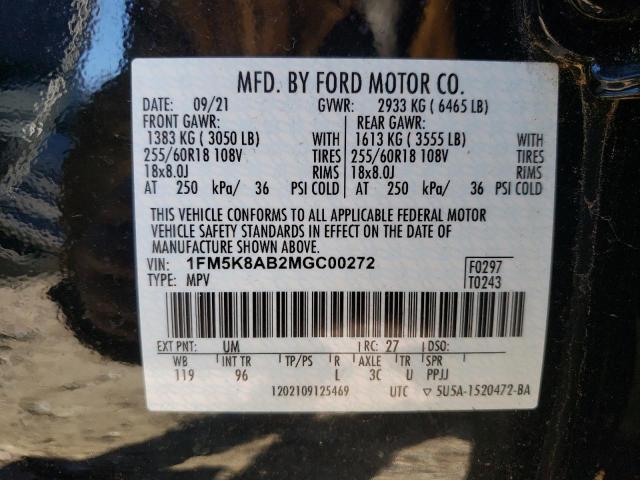 MFD. BY FORD MOTOR CO.
DATE: 09/21 GVWR: 2933 KG ( 6465 LB)
FRONT GAWR: REAR GAWR:
1383 KG ( 3050 LB) WITH 1613 KG ( 3555 LB) WITH
255/60R18 108V TIRES 255/60R18 108V TIRES
18x8.0J RIMS 18x8.0J RIMS
AT 250 kPa/ 36 PSI COLD AT 250 kPa/ 36 PSI COLD
THIS VEHICLE CONFORMS TO ALL APPLICABLE FEDERAL MOTOR
VEHICLE SAFETY STANDARDS IN EFFECT ON THE DATE OF
MANUFACTURE SHOWN ABOVE.
VIN: 1FM5K8AB2MGC00272 F0297
TYPE: MPV T0243
EXT PNT: UM RC: 27 DSO:
WB INT TR TP/PS R AXLE TR SPR
119 96 L 3C U PPJJ
1202109125469 UTC ▽ 5U5A-1520472-BA